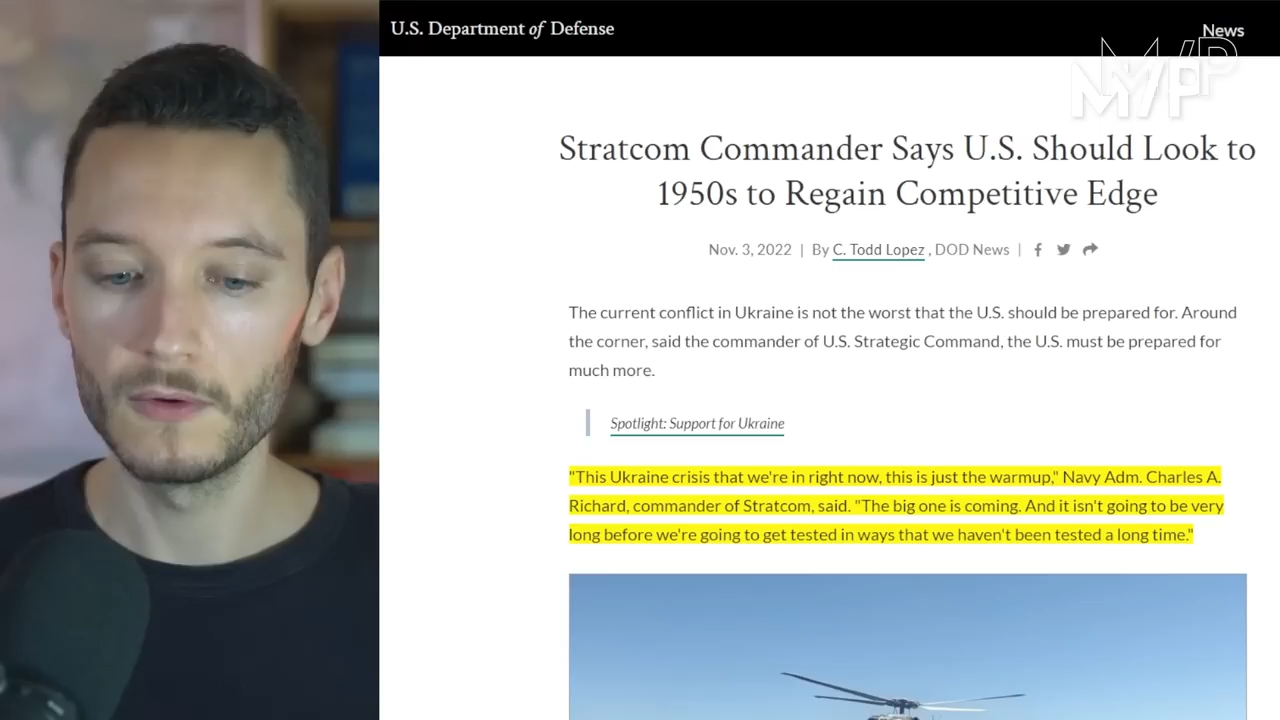 U.S. Department of Defense
News
M/P
Stratcom Commander Says U.S. Should Look to
1950s to Regain Competitive Edge
Nov. 3, 2022 | By C. Todd Lopez , DOD News |
The current conflict in Ukraine is not the worst that the U.S. should be prepared for. Around
the corner, said the commander of U.S. Strategic Command, the U.S. must be prepared for
much more.
Spotlight: Support for Ukraine
"This Ukraine crisis that we're in right now, this is just the warmup," Navy Adm. Charles A.
Richard, commander of Stratcom, said. "The big one is coming. And it isn't going to be very
long before we're going to get tested in ways that we haven't been tested a long time."